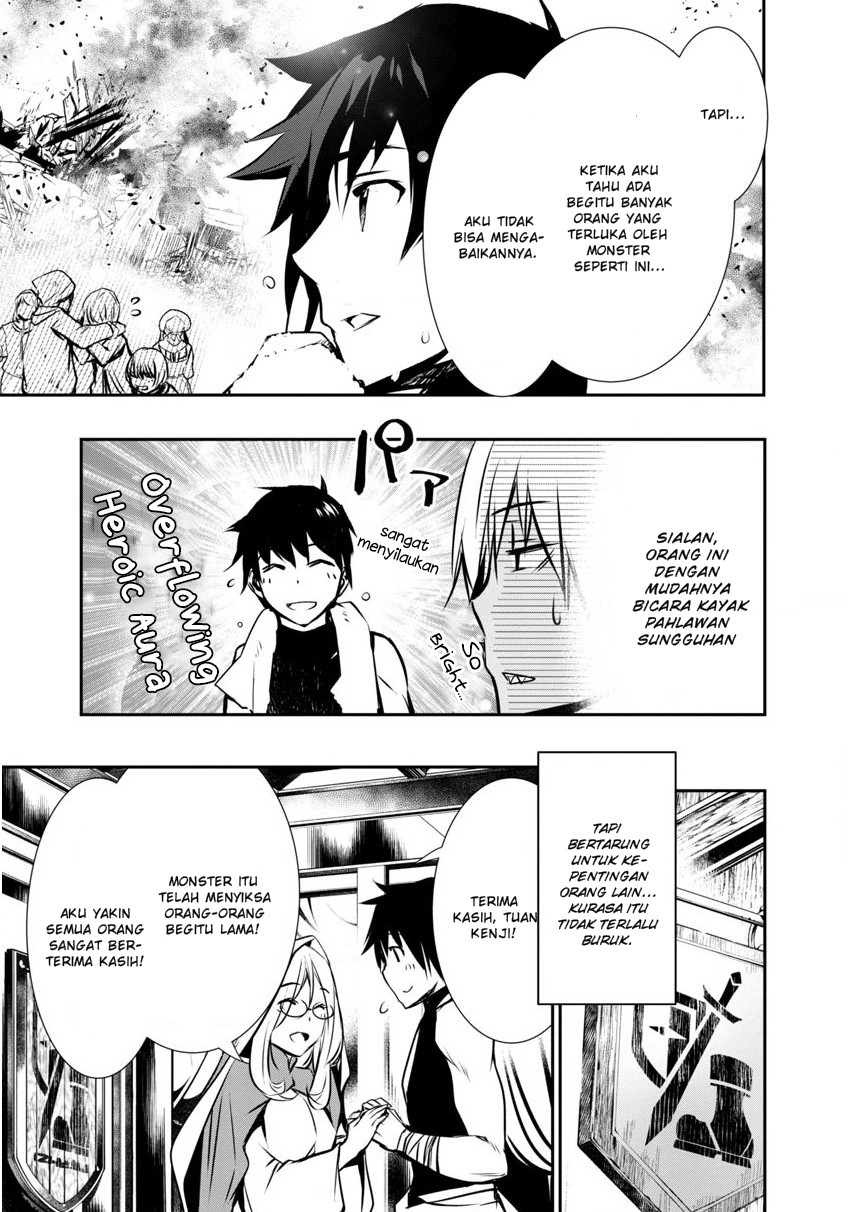 TAPI...
KETIKA AKU
TAHU ADA
BEGITU BANYAK
ORANG YANG
TERLUKA OLEH
MONSTER
SEPERTI INI...
AKU TIDAK
BISA MENGA-
BAIKANNYA.
パァ
SIALAN,
ORANG INI
DENGAN
MUDAHNYA
BICARA KAYAK
PAHLAWAN
SUNGGUHAN
So
Bright...
sangat
menyilaukan
Overflowing
Heroic Aura
TAPI
BERTARUNG
UNTUK KE-
PENTINGAN
ORANG LAIN...
KURASA ITU
TIDAK TERLALU
BURUK.
TERIMA
KASIH, TUAN
KENJI!
MONSTER ITU
TELAH MENYIKSA
ORANG-ORANG
BEGITU LAMA!
AKU YAKIN
SEMUA ORANG
SANGAT BER-
TERIMA KASIH!